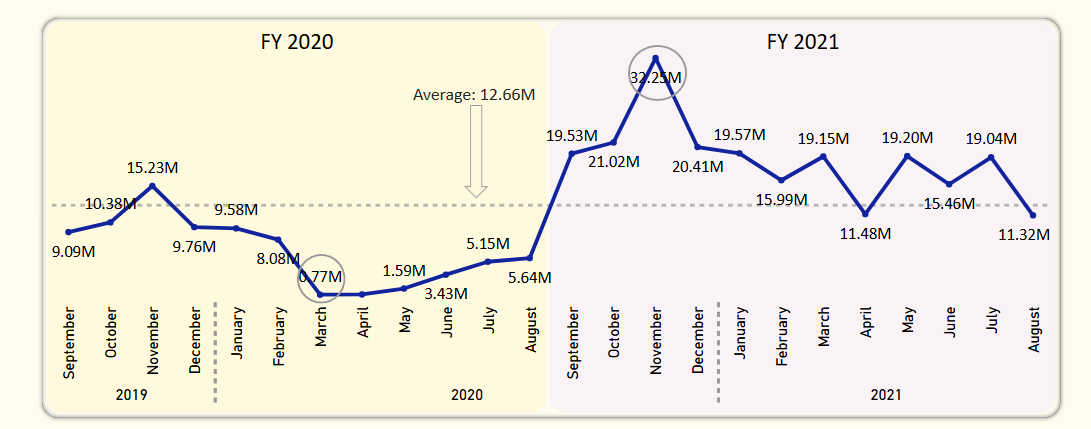 FY 2020
FY 2021
Average: 12.66M
9.09M
10.38M
15.23M
9.76M
9.58M
8.08M
0.77M
1.59M
3.43M
5.15M
5.64M
19.53M
21.02M
32.25M
20.41M
19.57M
15.99M
19.15M
11.48M
19.20M
15.46M
19.04M
11.32M
September
October
November
December
January
February
March
April
May
June
July
August
September
October
November
December
January
February
March
April
May
June
July
August
2019
2020
2021